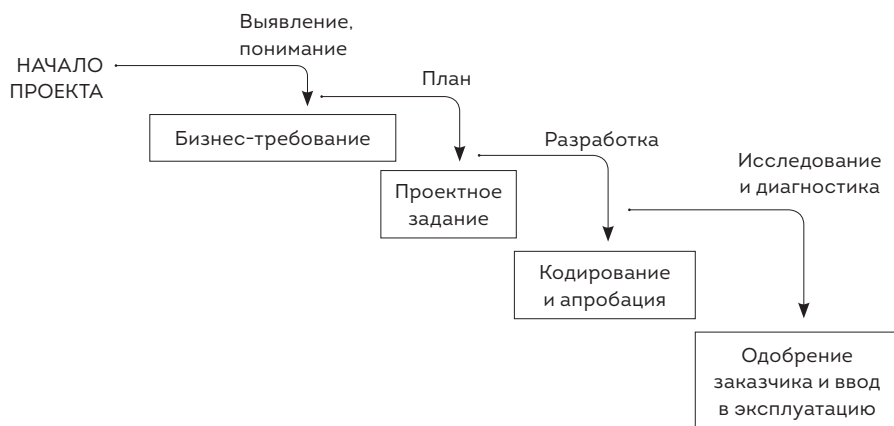 Выявление,
понимание
НАЧАЛО
ПРОЕКТА
План
Бизнес-требование
Разработка
Проектное
задание
Исследование
и диагностика
Кодирование
и апробация
Одобрение
заказчика и ввод
в эксплуатацию